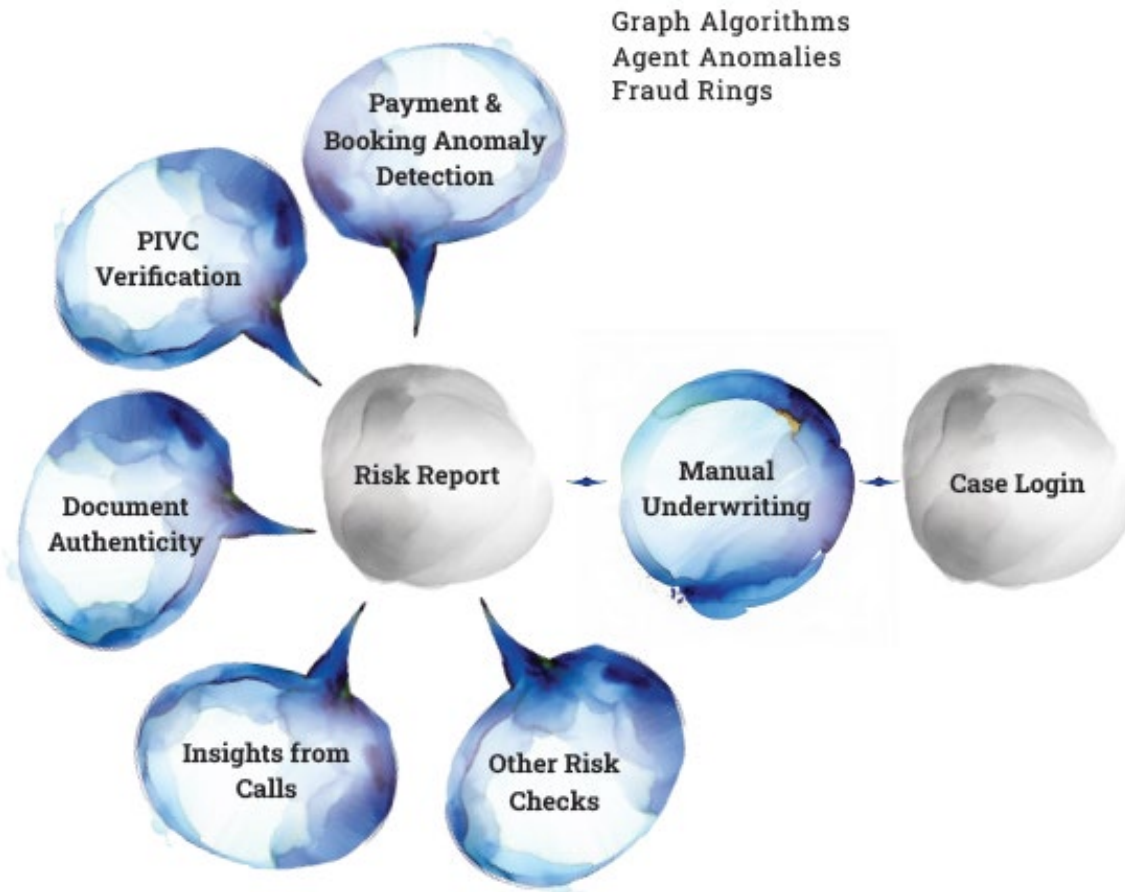 Graph Algorithms
Agent Anomalies
Fraud Rings
Payment &
Booking Anomaly
Detection
PIVC
Verification
Document
Authenticity
Risk Report
Manual
Underwriting
Case Login
Insights from
Calls
Other Risk
Checks